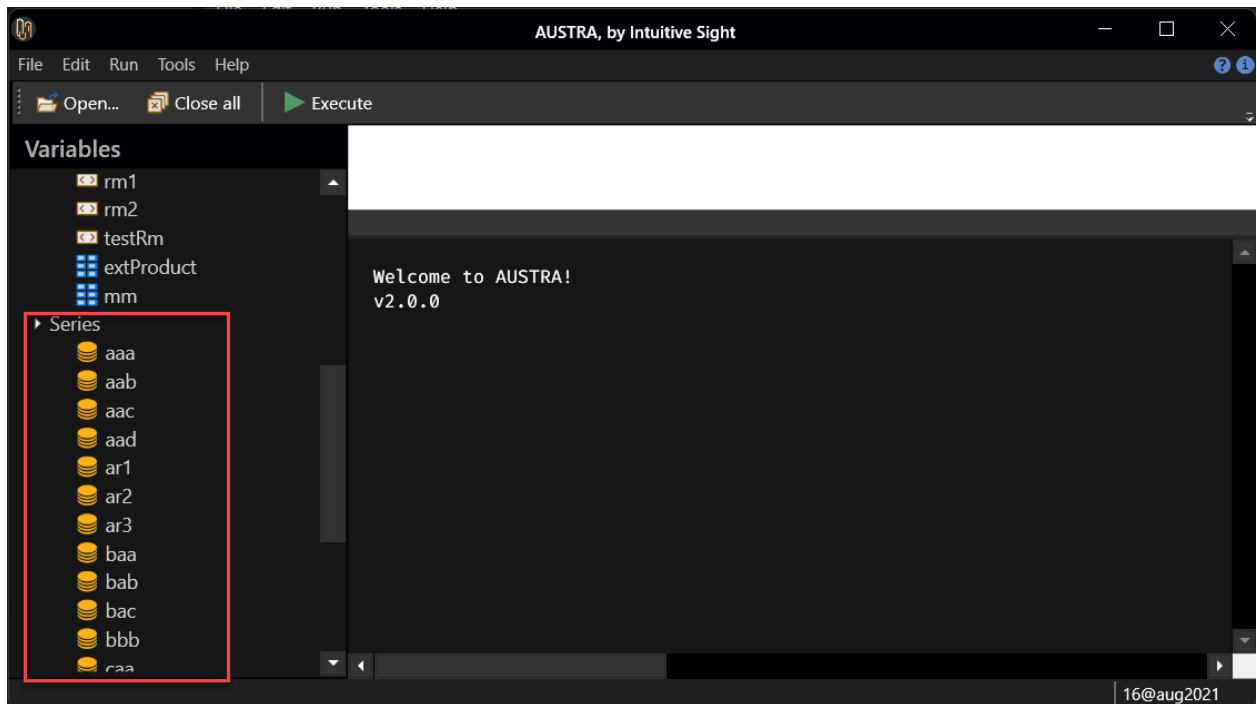 AUSTRA, by Intuitive Sight
File Edit Run Tools Help
Open... Close all Execute
Variables
rm1
rm2
testRm
extProduct
mm
Series
aaa
aab
aac
aad
ar1
ar2
ar3
baa
bab
bac
bbb
caa
Welcome to AUSTRA!
v2.0.0
16@aug2021